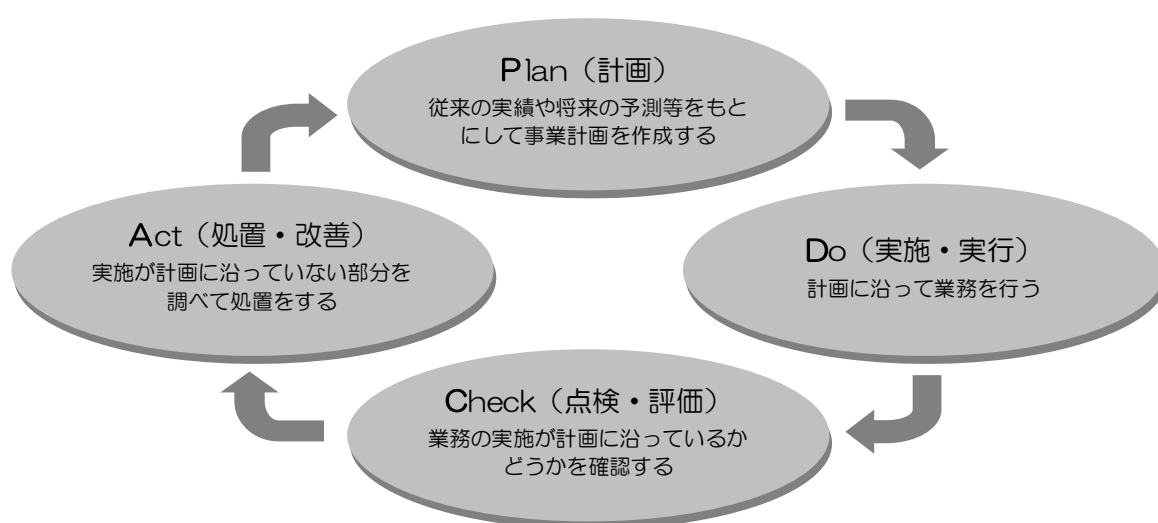 Plan（計画）
従来の実績や将来の予測等をもと
にして事業計画を作成する
Do（実施・実行）
計画に沿って業務を行う
Check（点検・評価）
業務の実施が計画に沿っているか
どうかを確認する
Act（処置・改善）
実施が計画に沿っていない部分を
調べて処置をする